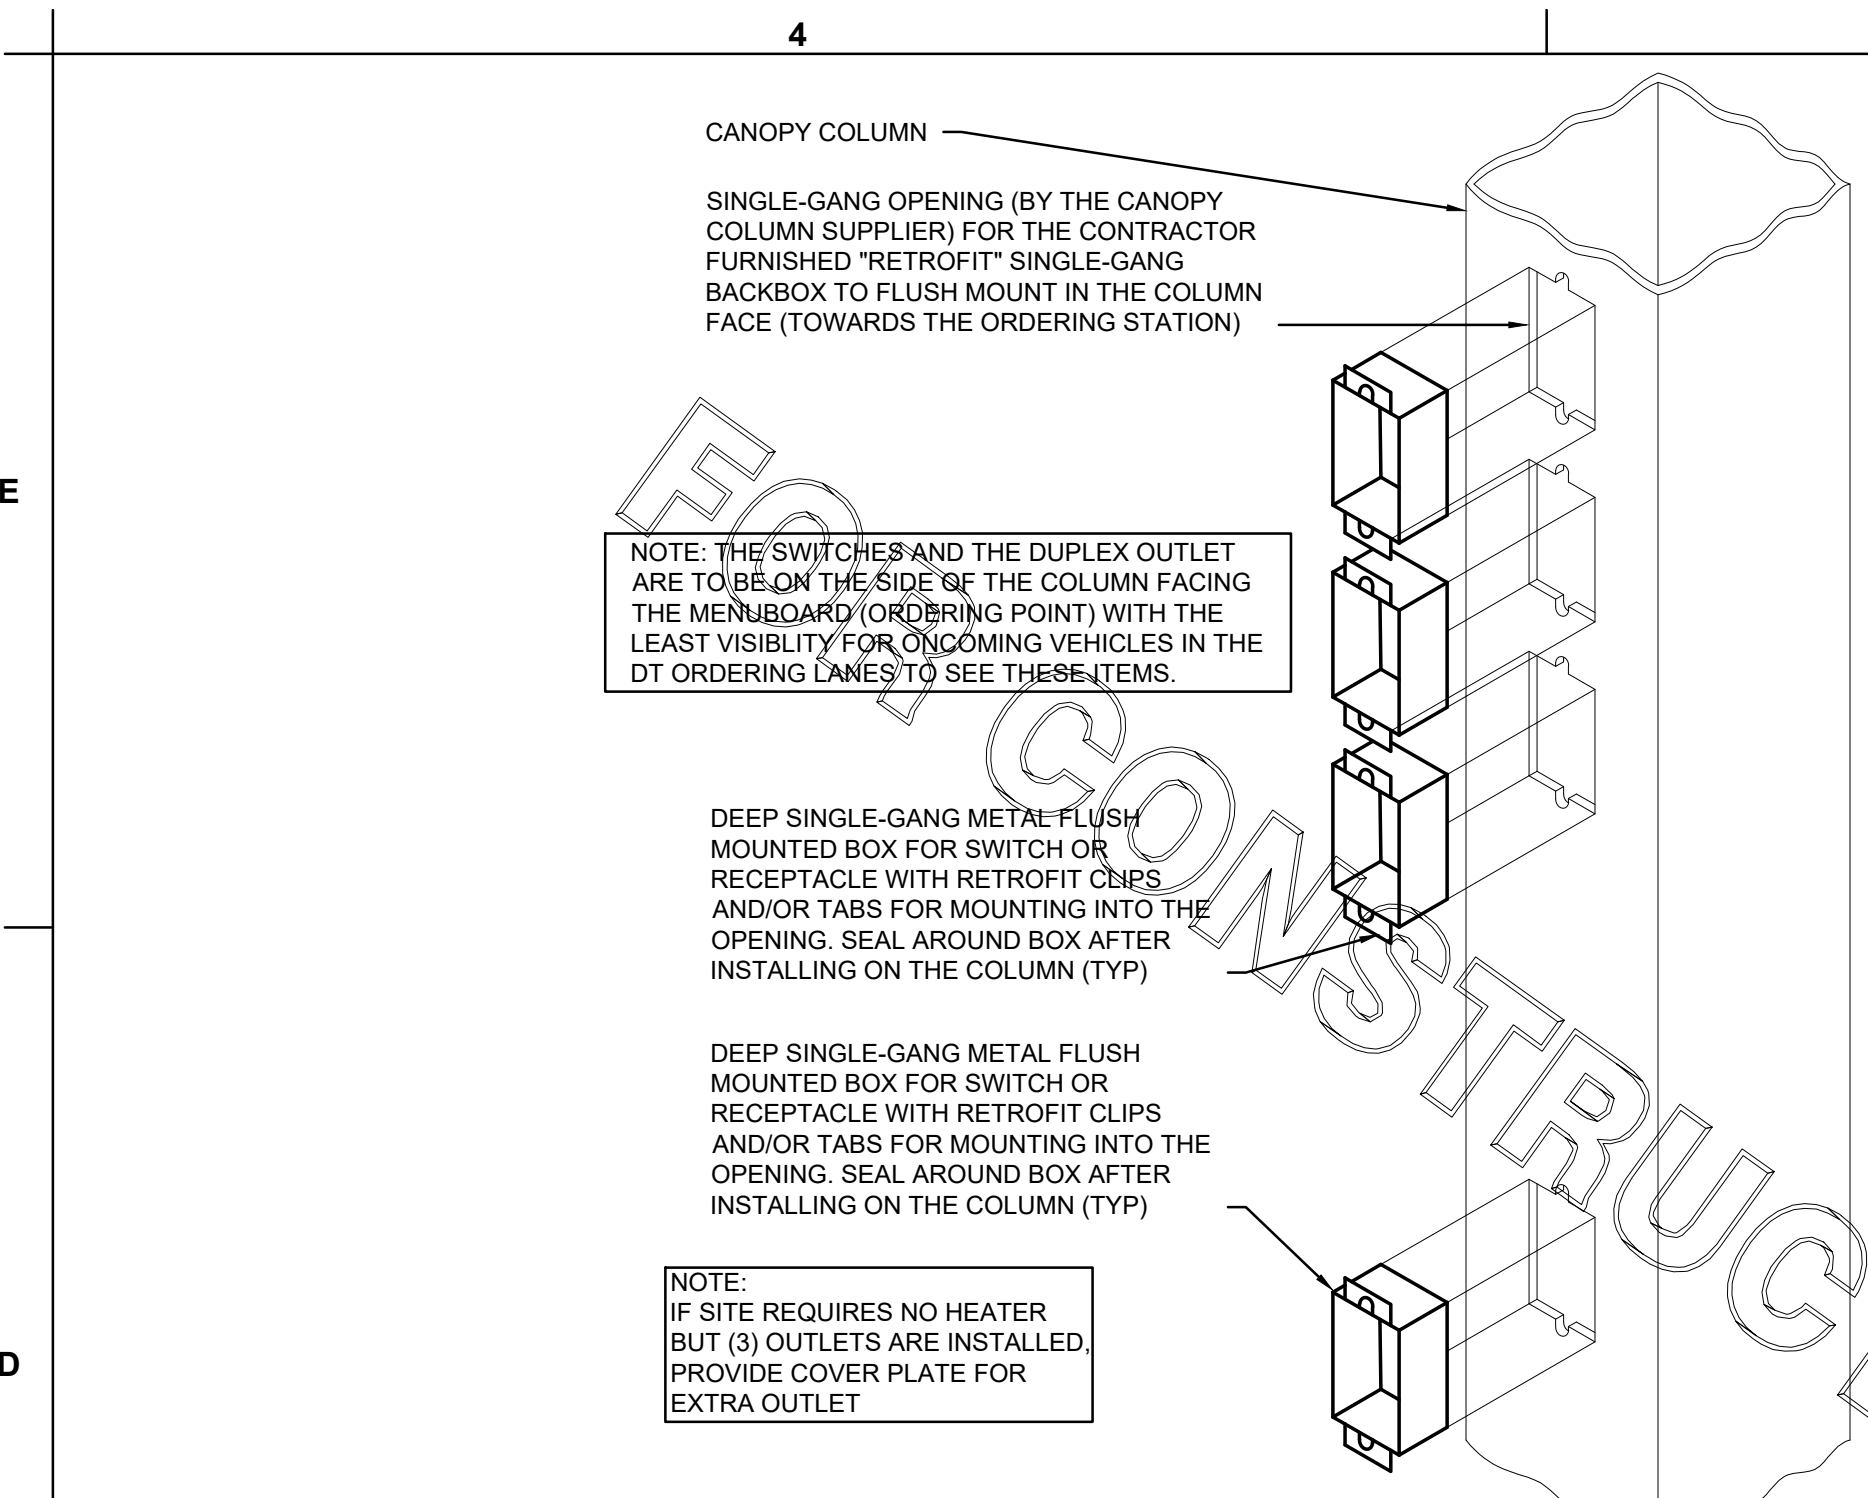 4
CANOPY COLUMN
SINGLE-GANG OPENING (BY THE CANOPY
COLUMN SUPPLIER) FOR THE CONTRACTOR
FURNISHED "RETROFIT" SINGLE-GANG
BACKBOX TO FLUSH MOUNT IN THE COLUMN
FACE (TOWARDS THE ORDERING STATION)
E
NOTE: THE SWITCHES AND THE DUPLEX OUTLET
ARE TO BE ON THE SIDE OF THE COLUMN FACING
THE MENUBOARD (ORDERING POINT) WITH THE
LEAST VISIBLITY FOR ONCOMING VEHICLES IN THE
DT ORDERING LANES TO SEE THESE ITEMS.
DEEP SINGLE-GANG METAL FLUSH
MOUNTED BOX FOR SWITCH OR
RECEPTACLE WITH RETROFIT CLIPS
AND/OR TABS FOR MOUNTING INTO THE
OPENING. SEAL AROUND BOX AFTER
INSTALLING ON THE COLUMN (TYP)
DEEP SINGLE-GANG METAL FLUSH
MOUNTED BOX FOR SWITCH OR
RECEPTACLE WITH RETROFIT CLIPS
AND/OR TABS FOR MOUNTING INTO THE
OPENING. SEAL AROUND BOX AFTER
INSTALLING ON THE COLUMN (TYP)
NOTE:
IF SITE REQUIRES NO HEATER
BUT (3) OUTLETS ARE INSTALLED,
PROVIDE COVER PLATE FOR
EXTRA OUTLET
D
FOR CONSTRUC